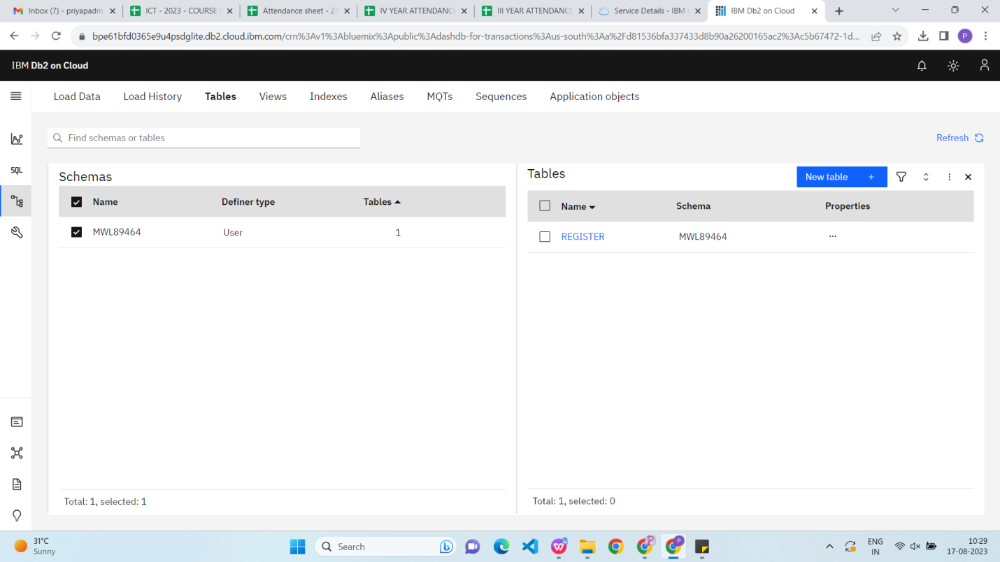 Inbox (7) - priyapadm
ICT - 2023 - COURSE
Attendance sheet - 23
IV YEAR ATTENDANCE
III YEAR ATTENDANCE
Service Details - IBM
IBM Db2 on Cloud
bpe61bfd0365e9u4psdglite.db2.cloud.ibm.com/crn%3Av1%3Abluemix%3Apublic%3Adashdb-for-transactions%3Aus-south%3Aa%2Fd81536bfa337433d8b90a26200165ac2%3Ac5b67472-1d...
P
IBM Db2 on Cloud
Load Data
Load History
Tables
Views
Indexes
Aliases
MQTs
Sequences
Application objects
SQL
Find schemas or tables
Refresh
Schemas
Name Definer type Tables
MWL89464 User 1
Total: 1, selected: 1
Tables
New table +
Name Schema Properties
REGISTER MWL89464 ...
Total: 1, selected: 0
31°C
Sunny
Search
ENG
IN
10:29
17-08-2023